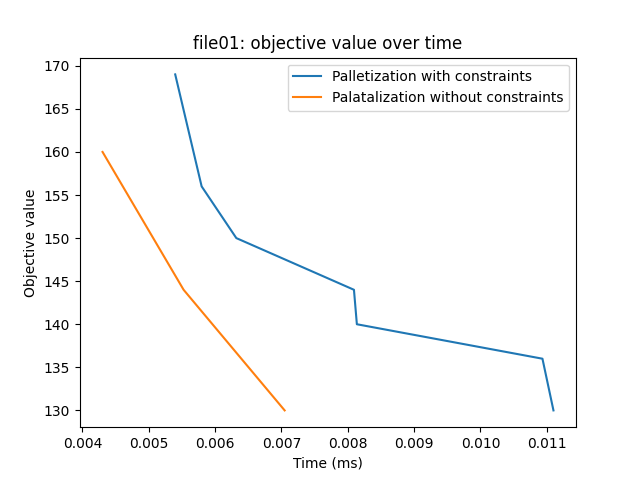 file01: objective value over time
Palletization with constraints
Palatalization without constraints
Objective value
170
165
160
155
150
145
140
135
130
0.004 0.005 0.006 0.007 0.008 0.009 0.010 0.011
Time (ms)